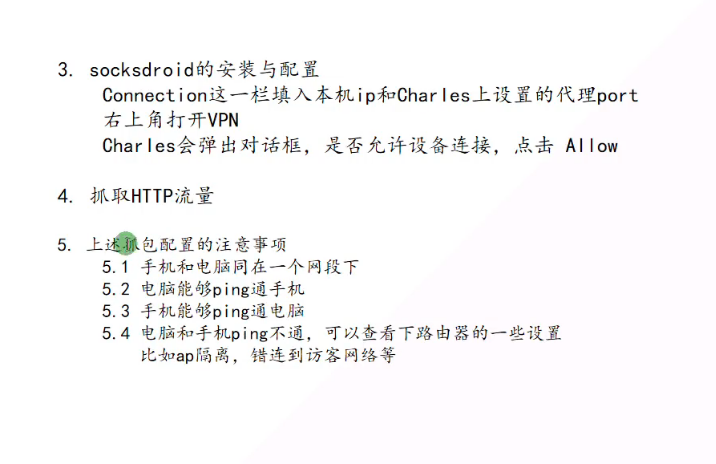 3. socksdroid的安装与配置
Connection这一栏填入本机ip和Charles上设置的代理port
右上角打开VPN
Charles会弹出对话框，是否允许设备连接，点击 Allow
4. 抓取HTTP流量
5. 上述抓包配置的注意事项
5.1 手机和电脑同在一个网段下
5.2 电脑能够ping通手机
5.3 手机能够ping通电脑
5.4 电脑和手机ping不通，可以查看下路由器的一些设置
比如ap隔离，错连到访客网络等